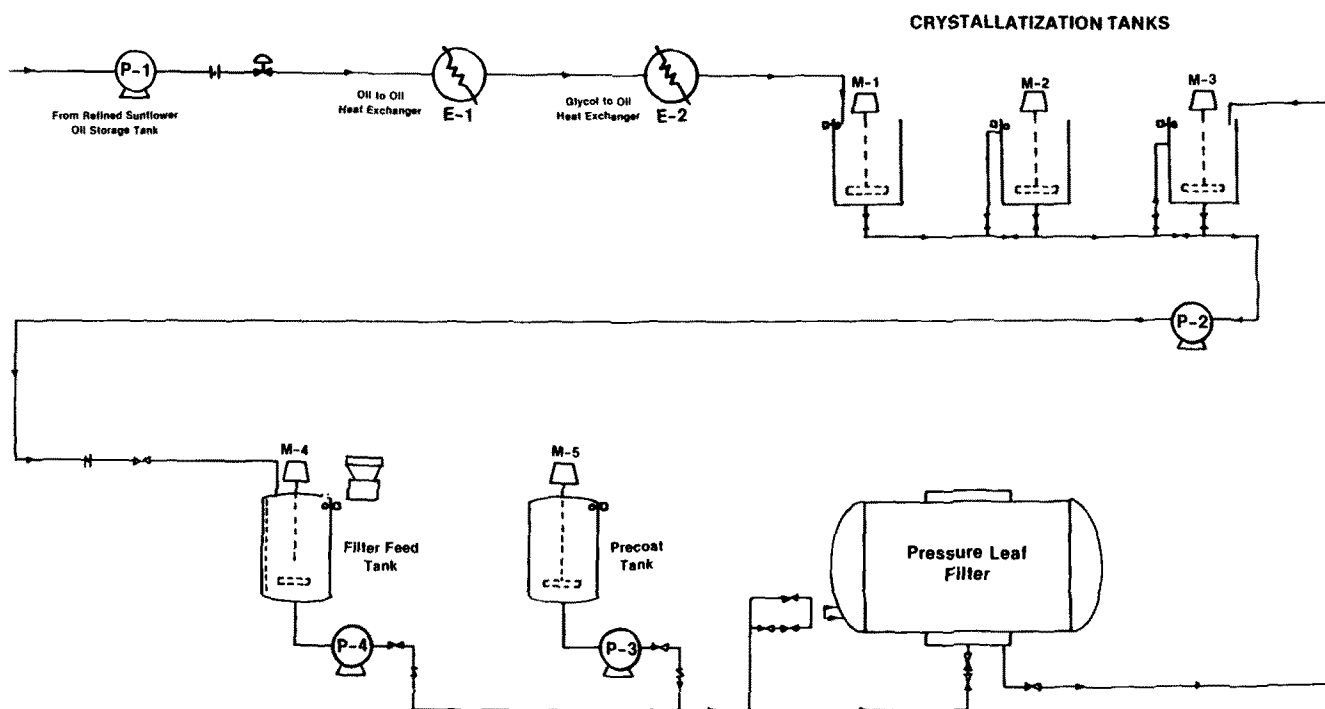 CRYSTALLATIZATION TANKS
P-1
From Refined Sunflower
Oil Storage Tank
Oil to Oil
Heat Exchanger
E-1
Glycol to Oil
Heat Exchanger
E-2
M-1
M-2
M-3
P-2
M-4
Filter Feed
Tank
P-4
M-5
Precoat
Tank
P-3
Pressure Leaf
Filter